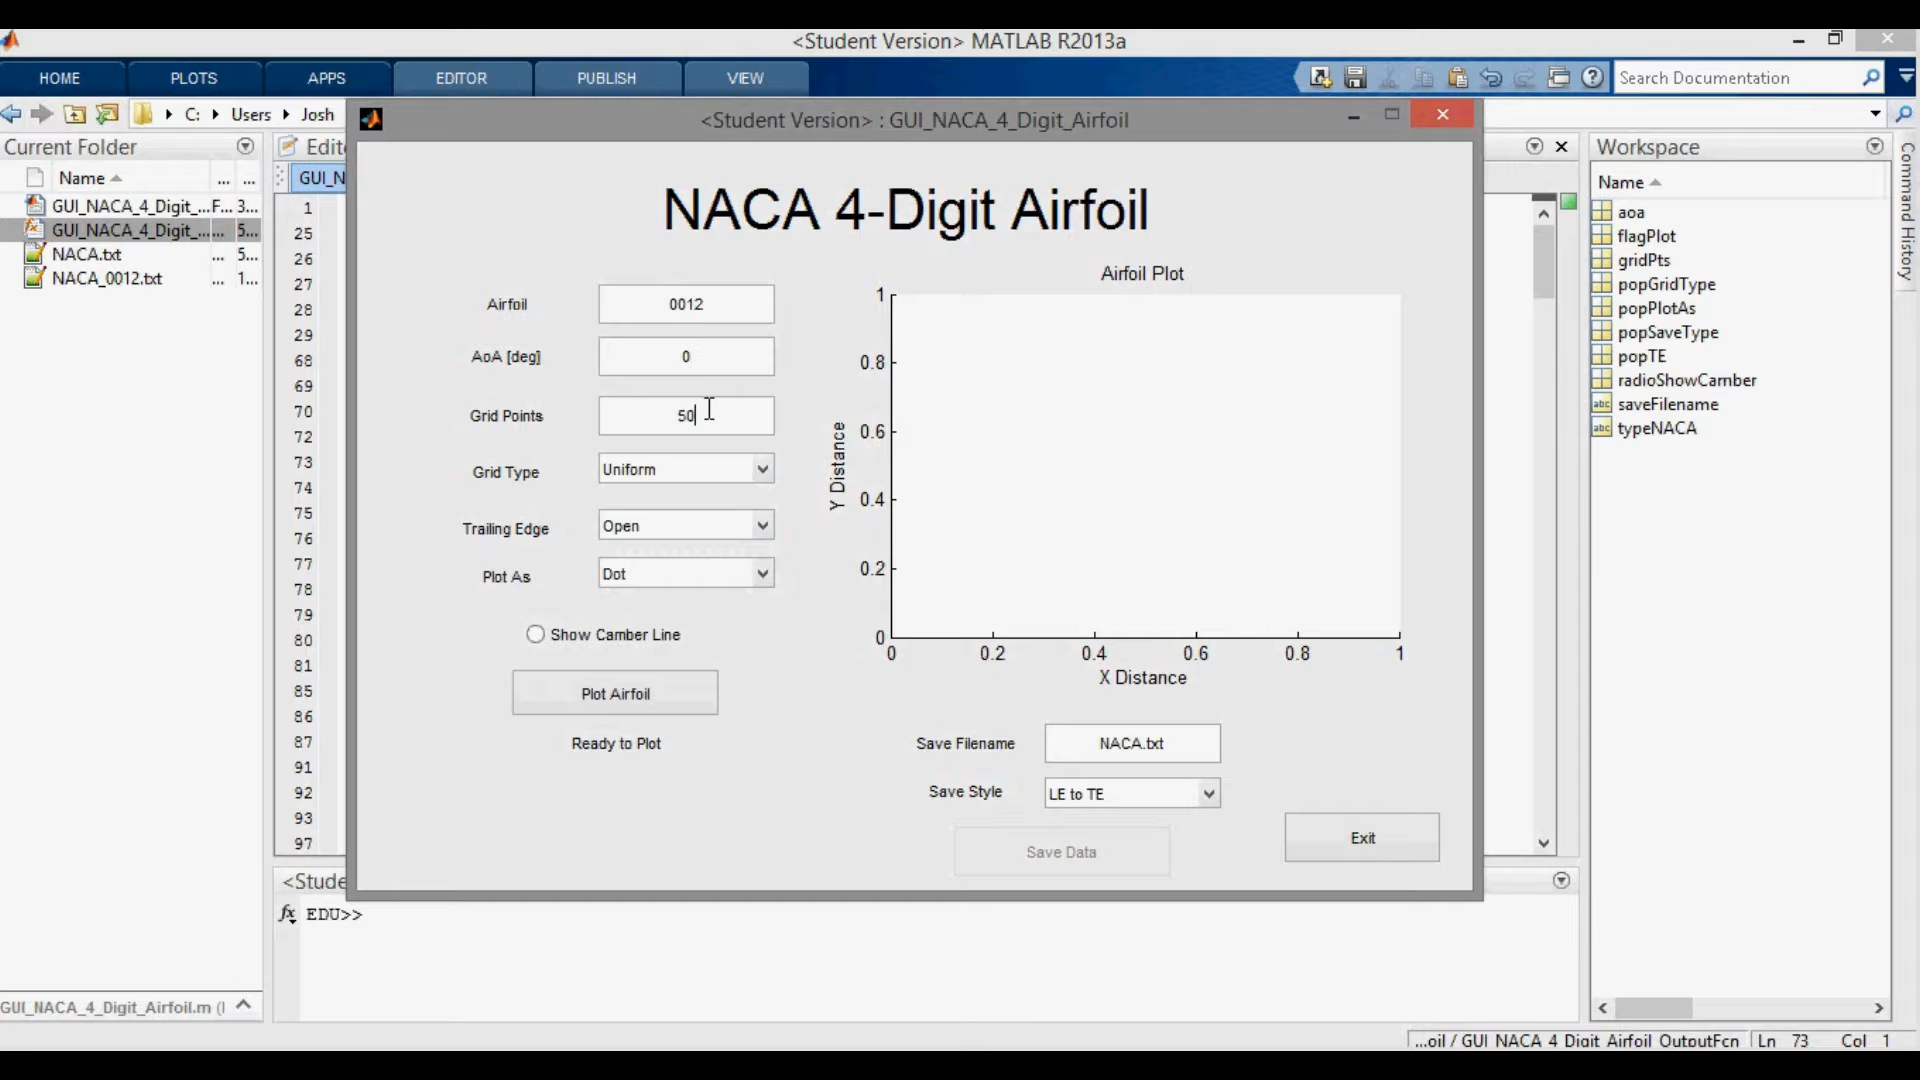 <Student Version> MATLAB R2013a
HOME
PLOTS
APPS
EDITOR
PUBLISH
VIEW
Search Documentation
C:
Users
Josh
Current Folder
Name
... ...
GUI_NACA_4_Digit_... F... 3...
GUI_NACA_4_Digit_... 5...
NACA.txt ... 5...
NACA_0012.txt ... 1...
GUI_NACA_4_Digit_Airfoil.m (
Edit
GUI_N
1
25
26
27
28
29
68
69
70
72
73
74
75
76
77
78
79
80
81
85
86
87
91
92
93
97
<Student Version> : GUI_NACA_4_Digit_Airfoil
NACA 4-Digit Airfoil
Airfoil
0012
AoA [deg]
0
Grid Points
50
Grid Type
Uniform
Trailing Edge
Open
Plot As
Dot
Show Camber Line
Plot Airfoil
Ready to Plot
Airfoil Plot
Y Distance
1
0.8
0.6
0.4
0.2
0
0 0.2 0.4 0.6 0.8 1
X Distance
Save Filename
NACA.txt
Save Style
LE to TE
Save Data
Exit
<Stude
fx EDU>>
Workspace
Name
aoa
flagPlot
gridPts
popGridType
popPlotAs
popSaveType
popTE
radioShowCamber
abc saveFilename
abc typeNACA
Command History
...oil / GUI_NACA_4_Digit_Airfoil_OutputFcn
Ln 73 Col 1